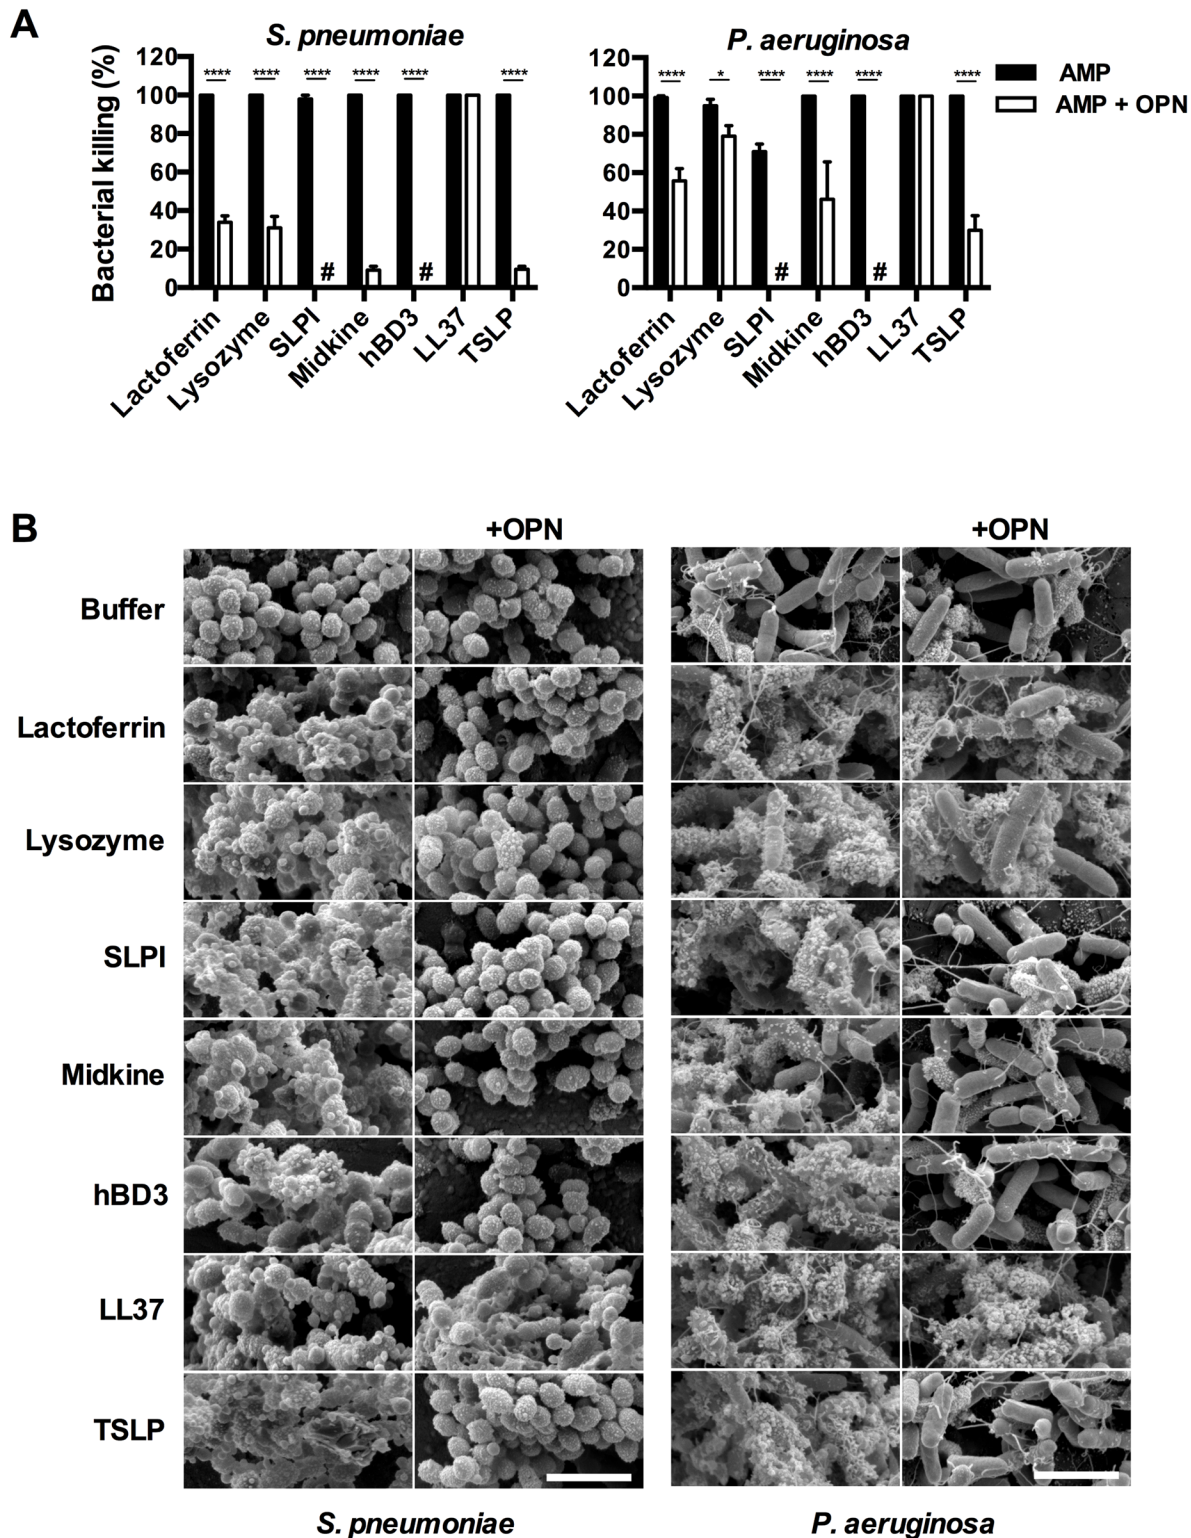 A
S. pneumoniae
P. aeruginosa
Bacterial killing (%)
120
100
80
60
40
20
0
**** **** **** **** **** ****
# #
Lactoferrin
Lysozyme
SLPI
Midkine
hBD3
LL37
TSLP
120
100
80
60
40
20
0
**** * **** **** **** ****
# #
Lactoferrin
Lysozyme
SLPI
Midkine
hBD3
LL37
TSLP
AMP
AMP + OPN
B
+OPN
+OPN
Buffer
Lactoferrin
Lysozyme
SLPI
Midkine
hBD3
LL37
TSLP
S. pneumoniae
P. aeruginosa